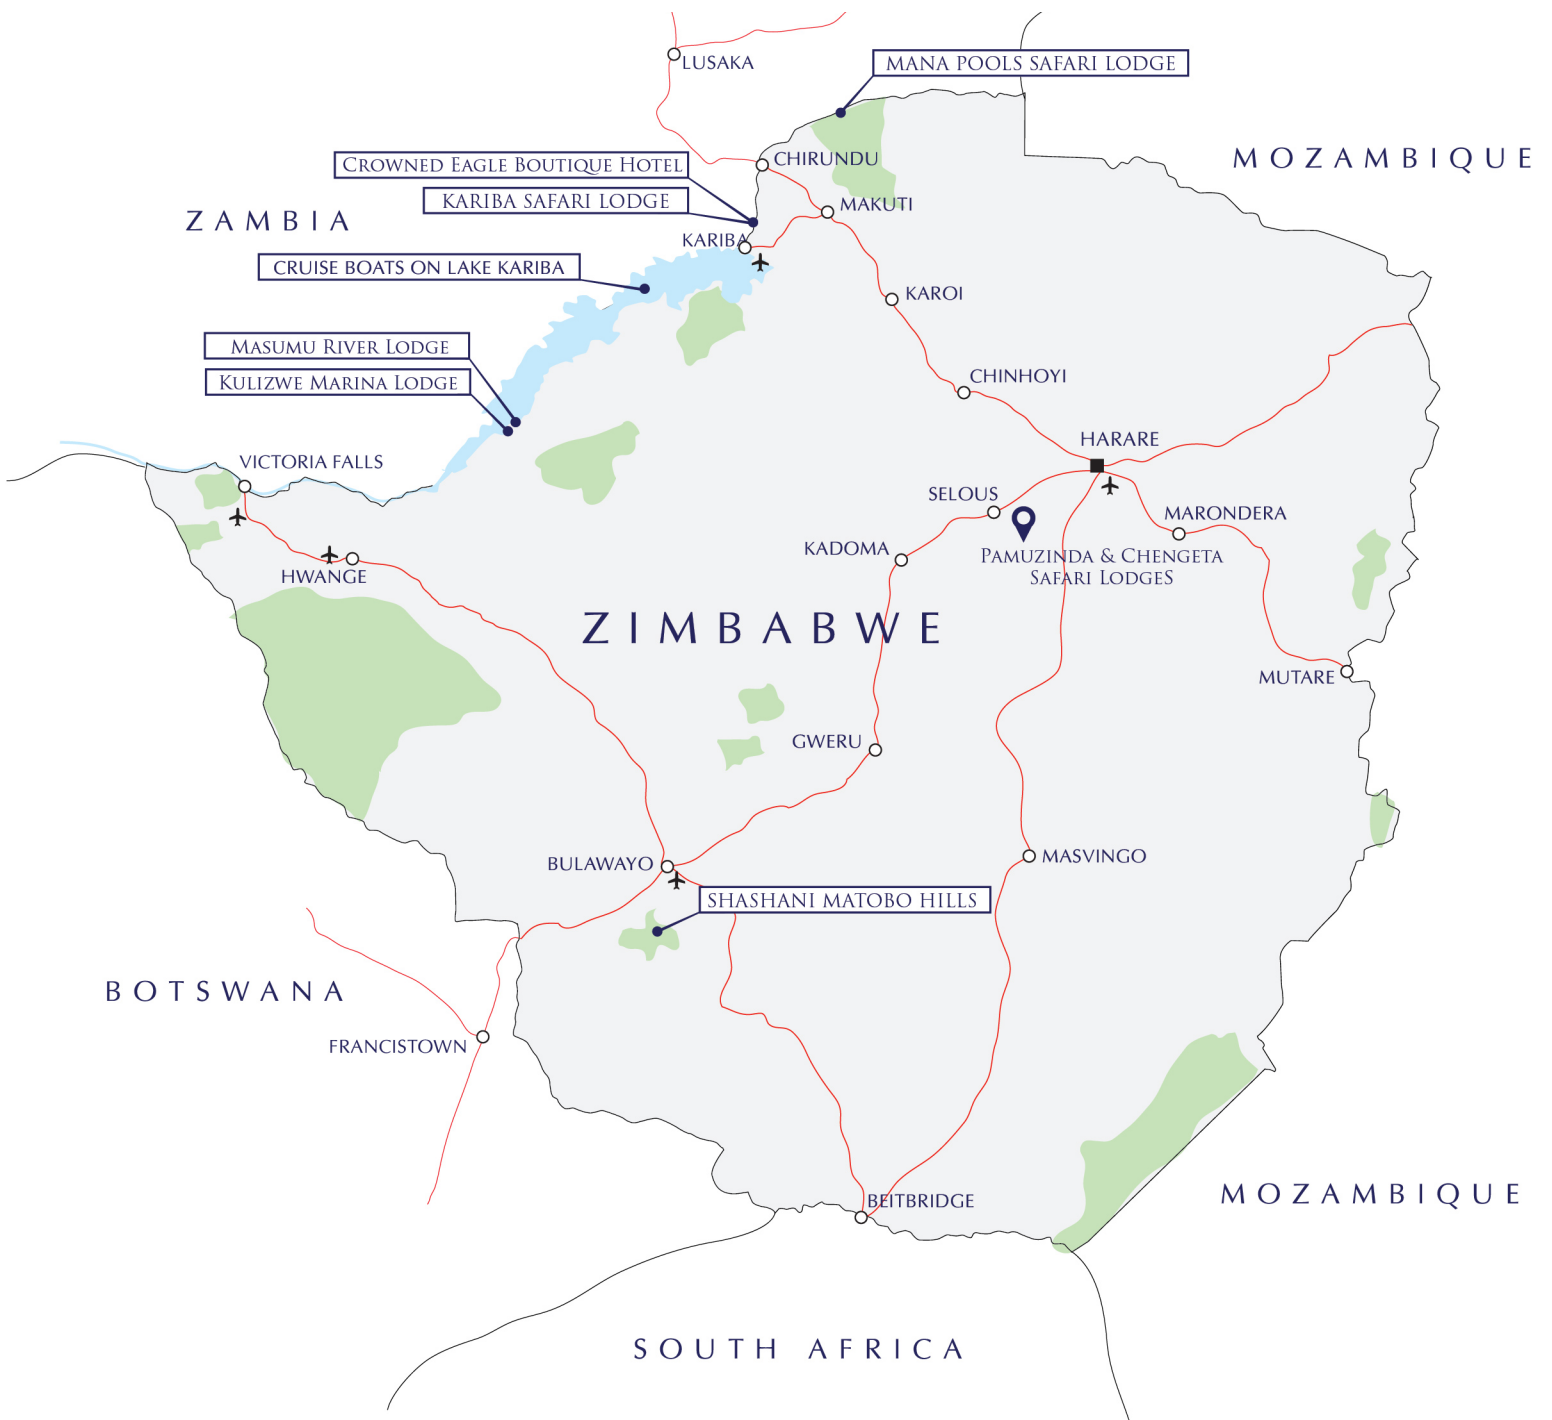 LUSAKA
MANA POOLS SAFARI LODGE
MOZAMBIQUE
CHIRUNDU
CROWNED EAGLE BOUTIQUE HOTEL
KARIBA SAFARI LODGE
MAKUTI
ZAMBIA
KARIBA
CRUISE BOATS ON LAKE KARIBA
KAROI
MASUMU RIVER LODGE
KULIZWE MARINA LODGE
CHINHOYI
HARARE
VICTORIA FALLS
SELOUS
MARONDERA
KADOMA
PAMUZINDA & CHENGETA
SAFARI LODGES
HWANGE
ZIMBABWE
MUTARE
GWERU
BULAWAYO
MASVINGO
SHASHANI MATOBO HILLS
BOTSWANA
FRANCISTOWN
MOZAMBIQUE
BEITBRIDGE
SOUTH AFRICA